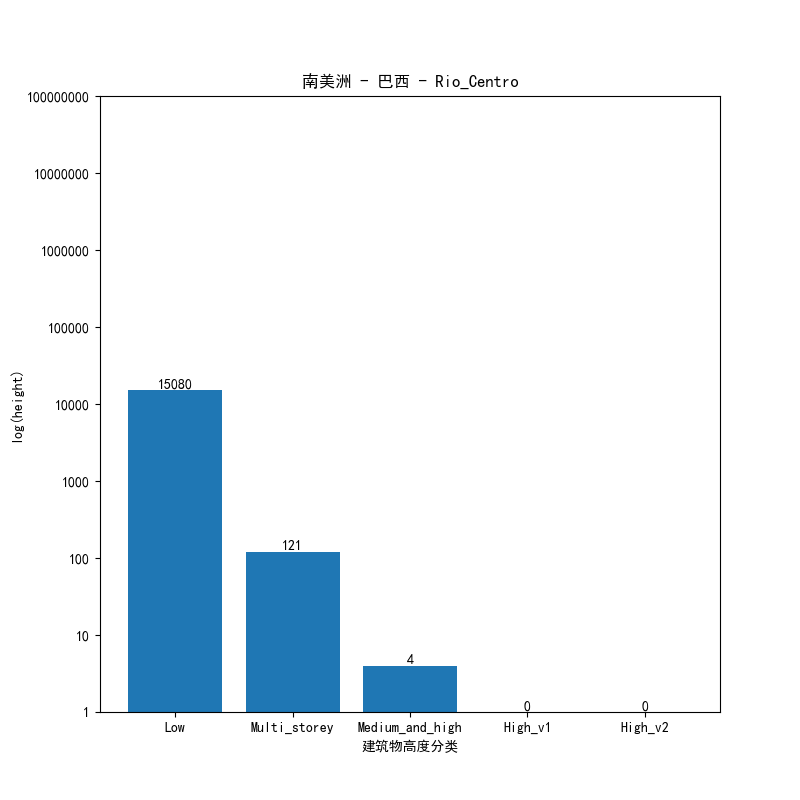 南美洲 - 巴西 - Rio_Centro
100000000
10000000
1000000
100000
10000
1000
100
10
1
log(height)
15080
121
4
0
0
Low
Multi_storey
Medium_and_high
High_v1
High_v2
建筑物高度分类